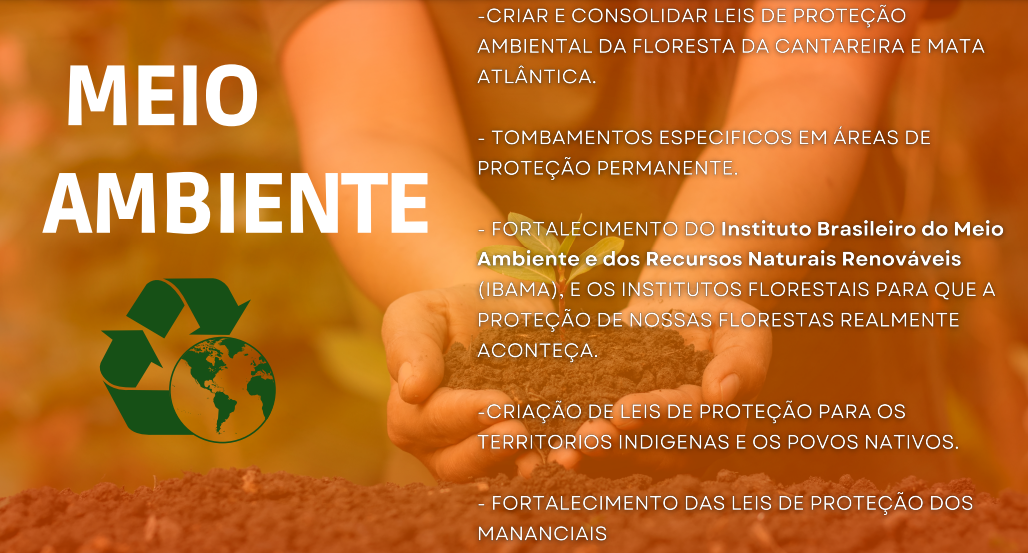 MEIO
AMBIENTE
-CRIAR E CONSOLIDAR LEIS DE PROTEÇÃO
AMBIENTAL DA FLORESTA DA CANTAREIRA E MATA
ATLÂNTICA.
- TOMBAMENTOS ESPECIFICOS EM ÁREAS DE
PROTEÇÃO PERMANENTE.
- FORTALECIMENTO DO Instituto Brasileiro do Meio
Ambiente e dos Recursos Naturais Renováveis
(IBAMA), E OS INSTITUTOS FLORESTAIS PARA QUE A
PROTEÇÃO DE NOSSAS FLORESTAS REALMENTE
ACONTEÇA.
-CRIAÇÃO DE LEIS DE PROTEÇÃO PARA OS
TERRITORIOS INDIGENAS E OS POVOS NATIVOS.
- FORTALECIMENTO DAS LEIS DE PROTEÇÃO DOS
MANANCIAIS